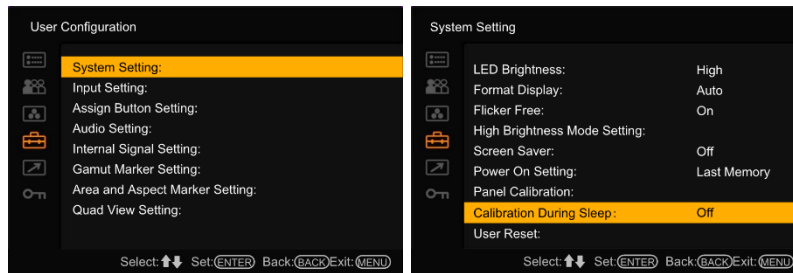 User Configuration
System Setting:
Input Setting:
Assign Button Setting:
Audio Setting:
Internal Signal Setting:
Gamut Marker Setting:
Area and Aspect Marker Setting:
Quad View Setting:
Select: Set:ENTER Back:BACK Exit:MENU
System Setting
LED Brightness: High
Format Display: Auto
Flicker Free: On
High Brightness Mode Setting:
Screen Saver: Off
Power On Setting: Last Memory
Panel Calibration:
Calibration During Sleep: Off
User Reset:
Select: Set:ENTER Back:BACK Exit:MENU